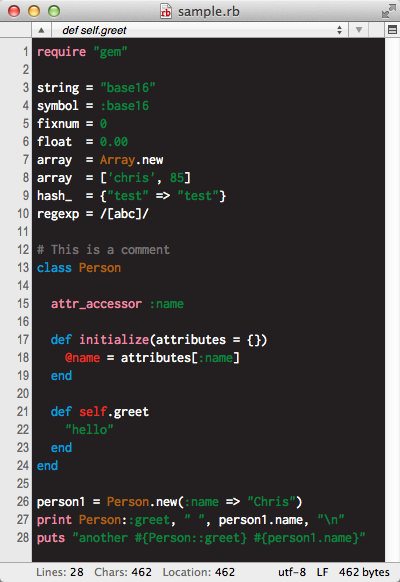 rb sample.rb
def self.greet
1 require "gem"
2
3 string = "base16"
4 symbol = :base16
5 fixnum = 0
6 float  = 0.00
7 array  = Array.new
8 array  = ['chris', 85]
9 hash_  = {"test" => "test"}
10 regexp = /[abc]/
11
12 # This is a comment
13 class Person
14
15   attr_accessor :name
16
17   def initialize(attributes = {})
18     @name = attributes[:name]
19   end
20
21   def self.greet
22     "hello"
23   end
24 end
25
26 person1 = Person.new(:name => "Chris")
27 print Person::greet, " ", person1.name, "\n"
28 puts "another #{Person::greet} #{person1.name}"
Lines: 28 Chars: 462 Location: 462 utf-8 LF 462 bytes